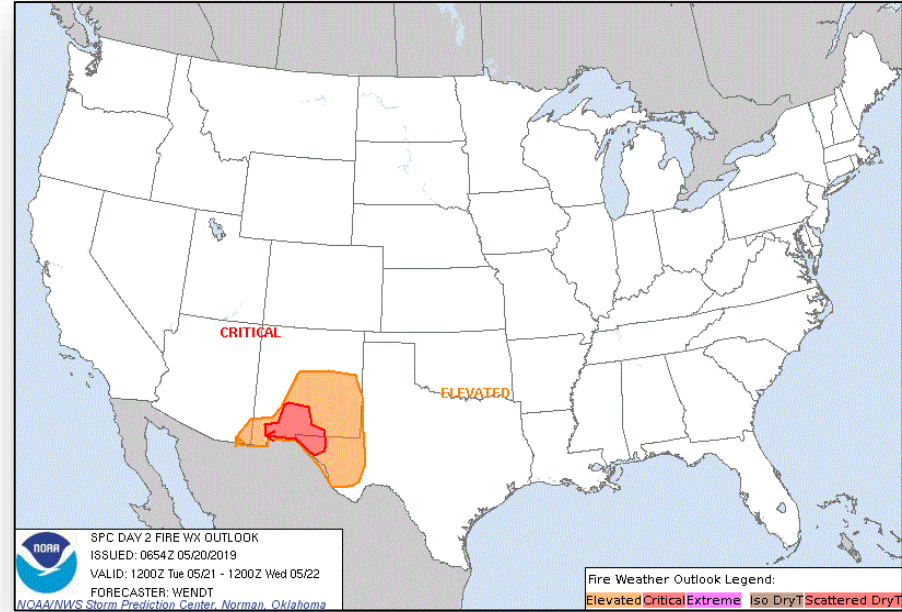 CRITICAL
ELEVATED
NOAA
SPC DAY 2 FIRE WX OUTLOOK
ISSUED: 0654Z 05/20/2019
VALID: 1200Z Tue 05/21 - 1200Z Wed 05/22
FORECASTER: WENDT
NOAA/NWS Storm Prediction Center, Norman, Oklahoma
Fire Weather Outlook Legend:
Elevated Critical Extreme Iso DryT Scattered DryT